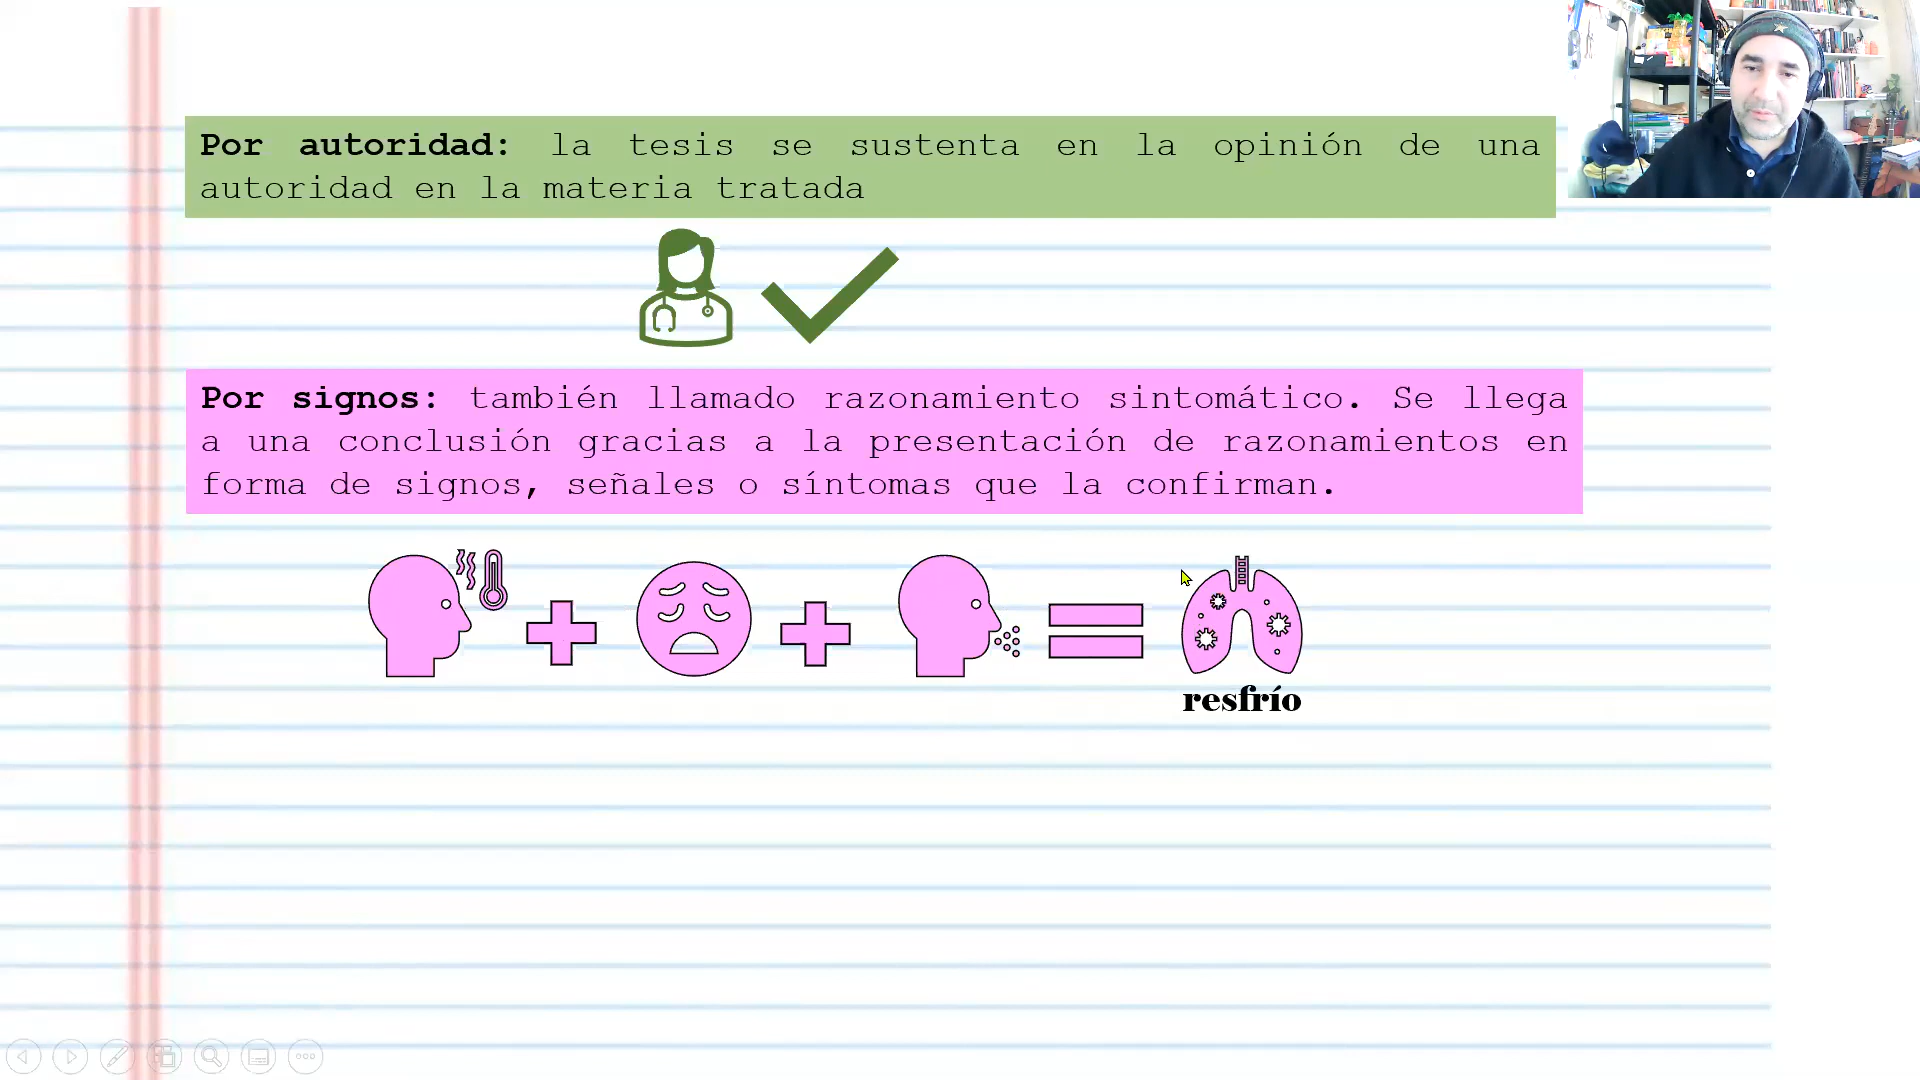 Por autoridad: la tesis se sustenta en la opinión de una
autoridad en la materia tratada
Por signos: también llamado razonamiento sintomático. Se llega
a una conclusión gracias a la presentación de razonamientos en
forma de signos, señales o síntomas que la confirman.
resfrío